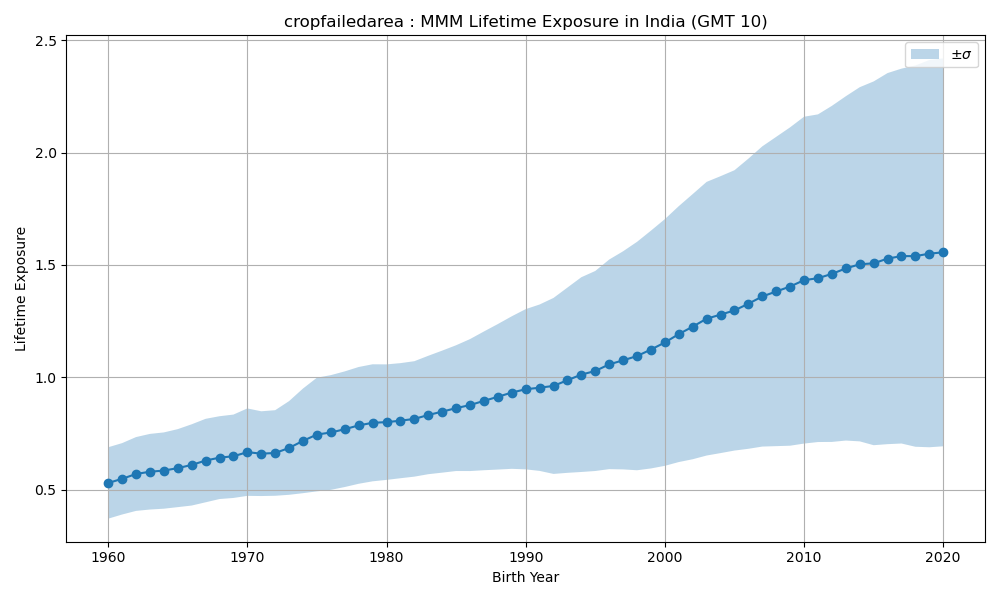 cropfailedarea : MMM Lifetime Exposure in India (GMT 10)
±σ
2.5
2.0
1.5
1.0
0.5
Lifetime Exposure
1960 1970 1980 1990 2000 2010 2020
Birth Year